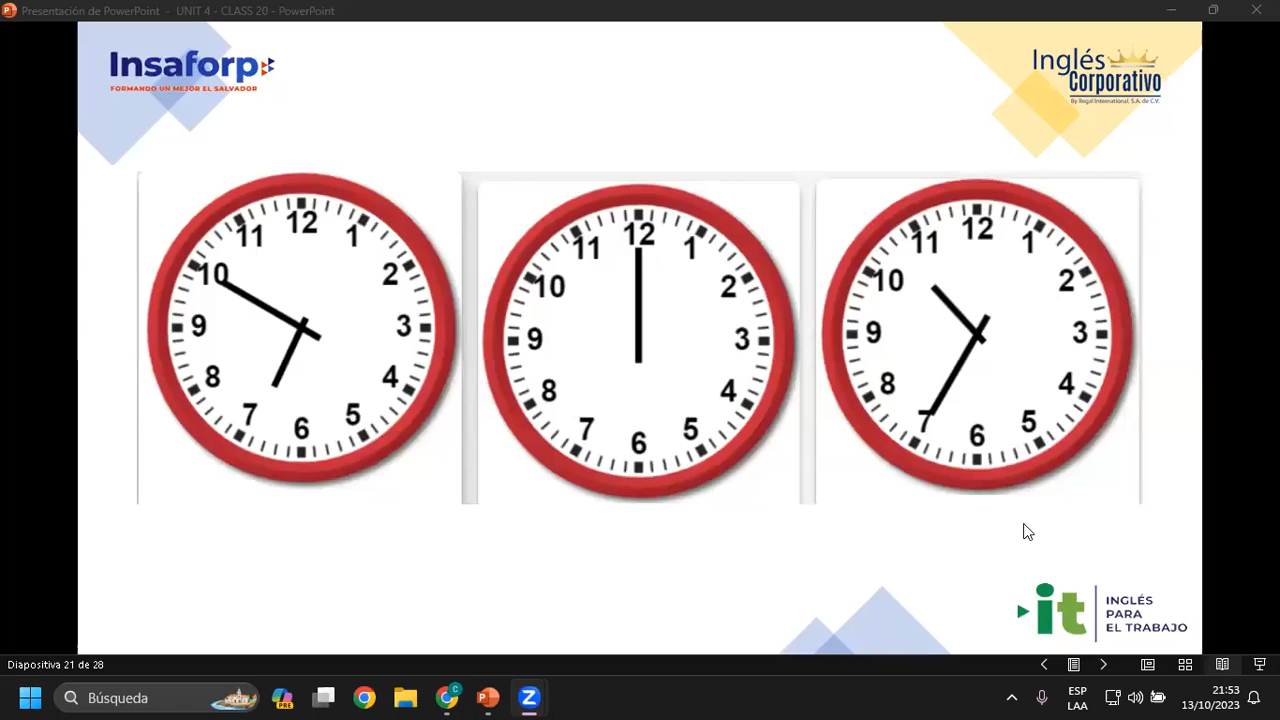 Presentación de PowerPoint - UNIT 4 - CLASS 20 - PowerPoint
Insaforp
FORMANDO UN MEJOR EL SALVADOR
Inglés
Corporativo
By Regal International, S.A. de C.V.
12
11 1
10 2
9 3
8 4
7 5
6
12
11 1
10 2
9 3
8 4
7 5
6
12
11 1
10 2
9 3
8 4
7 5
6
it
INGLÉS
PARA
EL TRABAJO
Diapositiva 21 de 28
Búsqueda
PRE
C
Z
ESP
LAA
21:53
13/10/2023